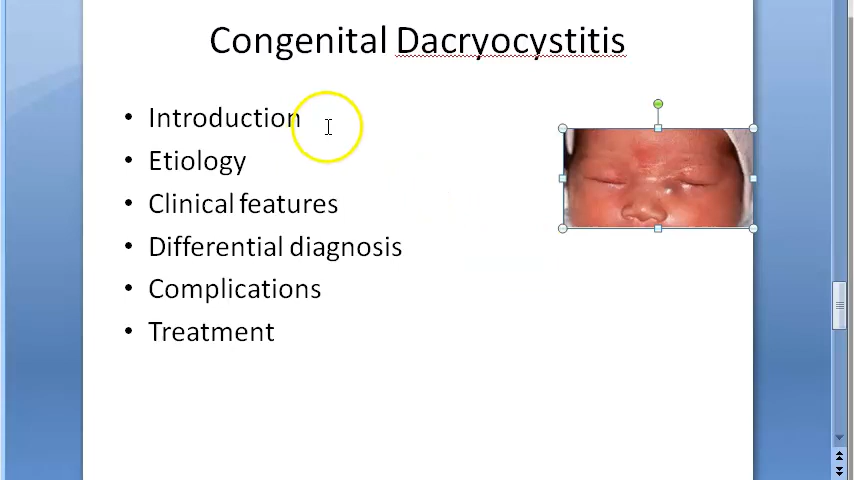 Congenital Dacryocystitis
• Introduction
• Etiology
• Clinical features
• Differential diagnosis
• Complications
• Treatment